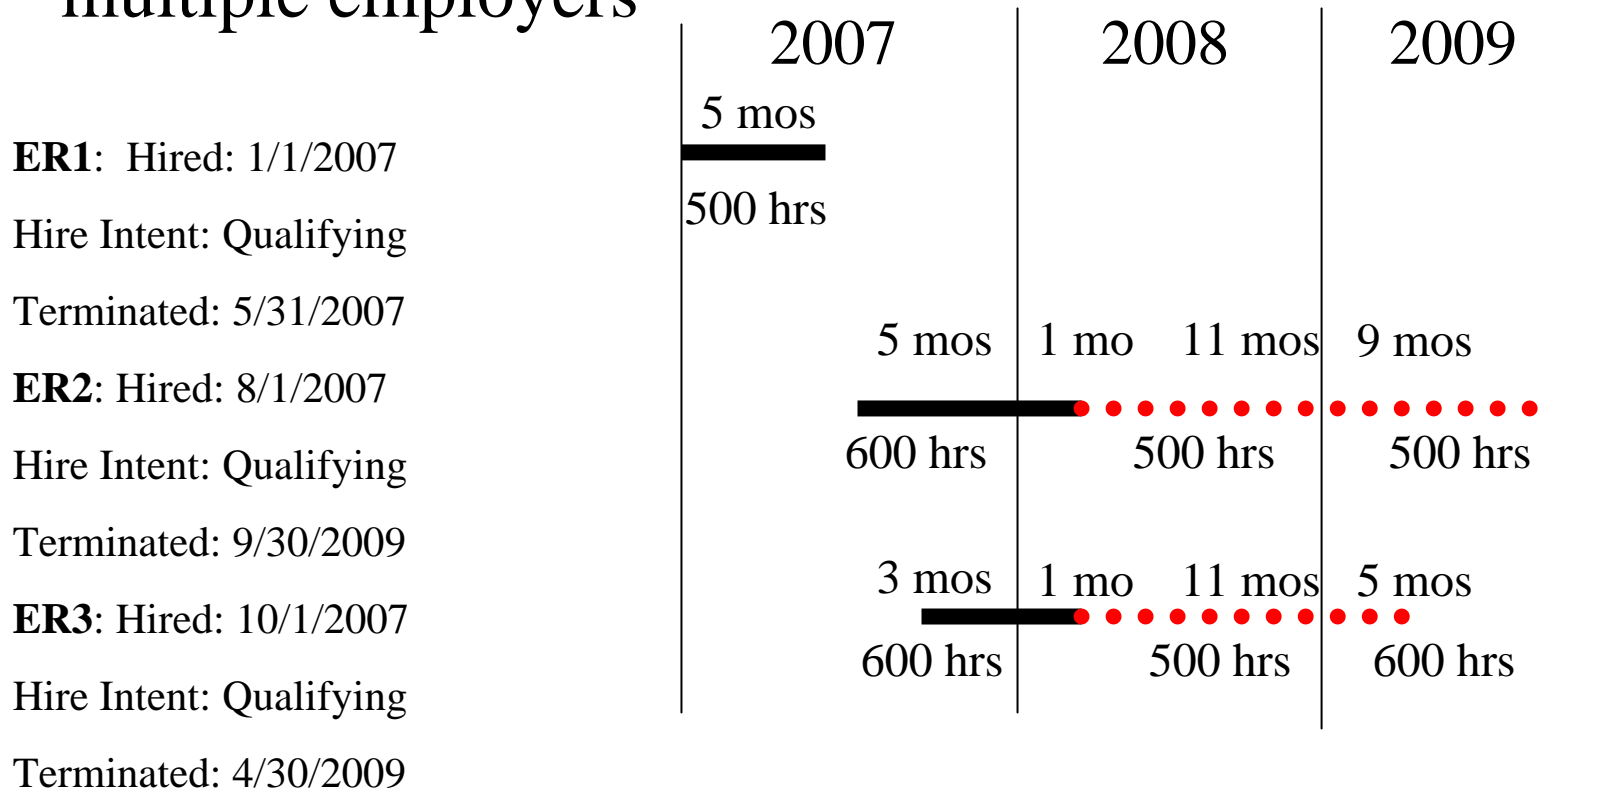 multiple employers
2007 2008 2009
5 mos
ER1: Hired: 1/1/2007
500 hrs
Hire Intent: Qualifying
Terminated: 5/31/2007
5 mos 1 mo 11 mos 9 mos
ER2: Hired: 8/1/2007
600 hrs 500 hrs 500 hrs
Hire Intent: Qualifying
Terminated: 9/30/2009
3 mos 1 mo 11 mos 5 mos
ER3: Hired: 10/1/2007
600 hrs 500 hrs 600 hrs
Hire Intent: Qualifying
Terminated: 4/30/2009